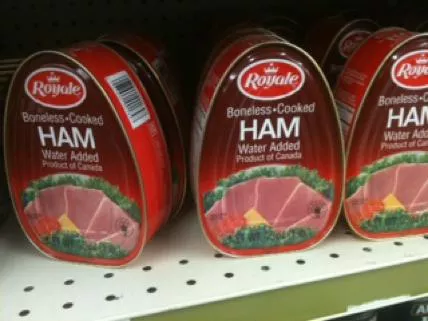 Royale
Boneless•Cooked
HAM
Water Added
Product of Canada
Royale
Boneless•Cooked
HAM
Water Added
Product of Canada
Royale
Boneless•Cooked
HAM
Water Added
Product of Canada